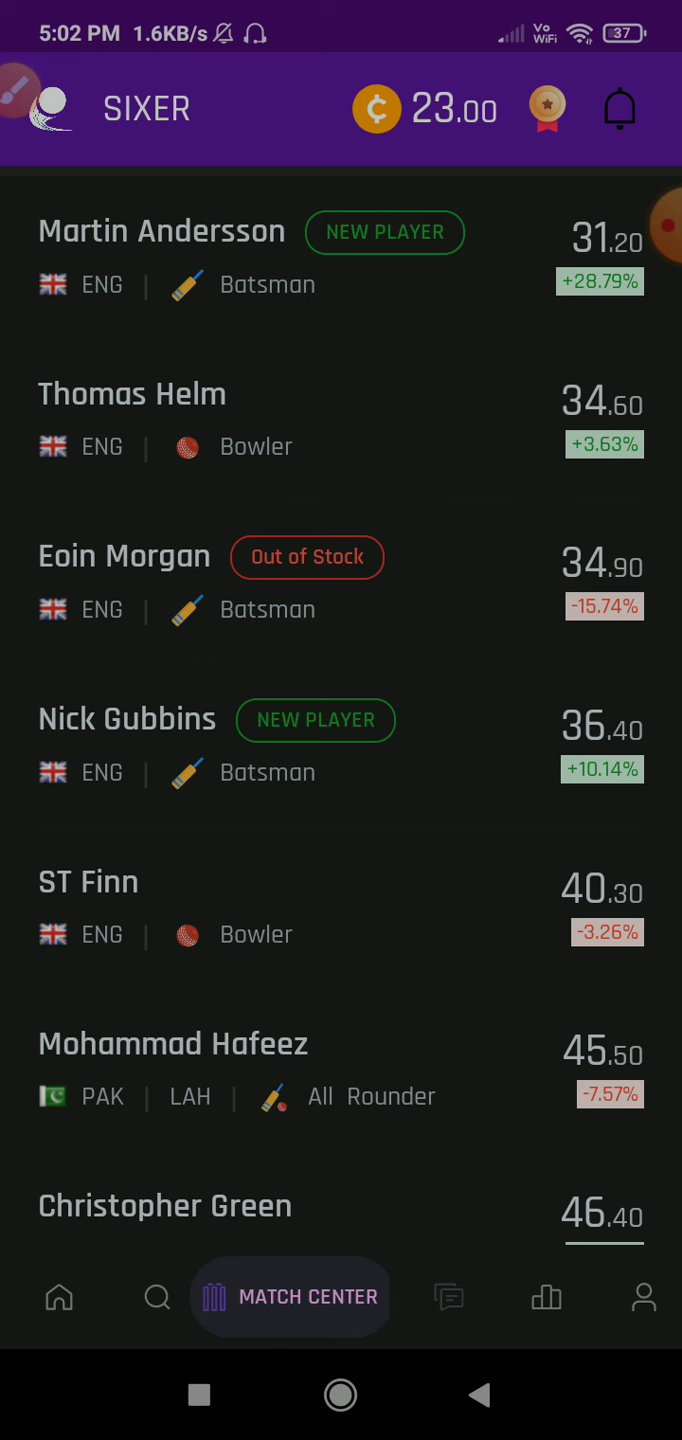 5:02 PM 1.6KB/s Vo WiFi 37
SIXER ¢ 23.00
Martin Andersson NEW PLAYER 31.20
ENG | Batsman +28.79%
Thomas Helm 34.60
ENG | Bowler +3.63%
Eoin Morgan Out of Stock 34.90
ENG | Batsman -15.74%
Nick Gubbins NEW PLAYER 36.40
ENG | Batsman +10.14%
ST Finn 40.30
ENG | Bowler -3.26%
Mohammad Hafeez 45.50
PAK | LAH | All Rounder -7.57%
Christopher Green 46.40
MATCH CENTER